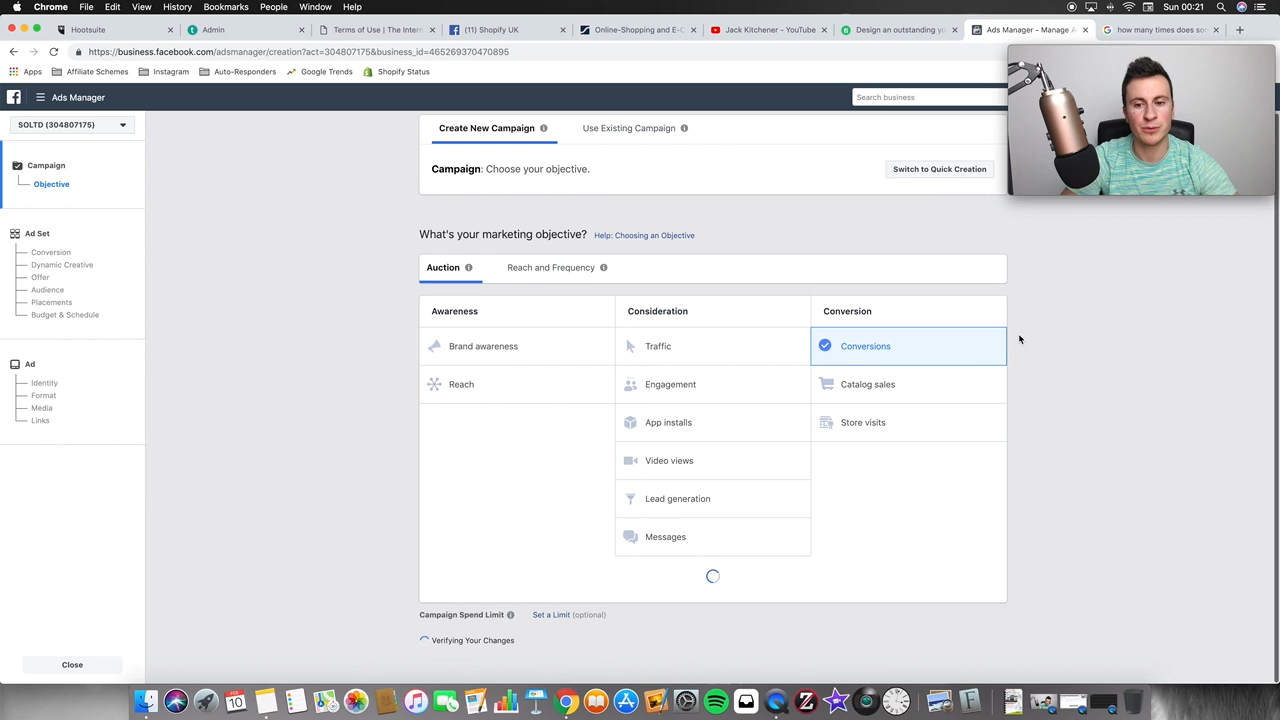 Chrome File Edit View History Bookmarks People Window Help Sun 00:21
Hootsuite × Admin × Terms of Use | The Intern × (11) Shopify UK × Online-Shopping and E-C × Jack Kitchener - YouTube × Design an outstanding yo × Ads Manager - Manage A × how many times does so ×
https://business.facebook.com/adsmanager/creation?act=304807175&business_id=465269370470895
Apps Affiliate Schemes Instagram Auto-Responders Google Trends Shopify Status
Ads Manager
Search business
SOLTD (304807175)
Campaign
Objective
Ad Set
Conversion
Dynamic Creative
Offer
Audience
Placements
Budget & Schedule
Ad
Identity
Format
Media
Links
Close
Create New Campaign Use Existing Campaign
Campaign: Choose your objective.
Switch to Quick Creation
What's your marketing objective? Help: Choosing an Objective
Auction Reach and Frequency
Awareness Consideration Conversion
Brand awareness Traffic Conversions
Reach Engagement Catalog sales
App installs Store visits
Video views
Lead generation
Messages
Campaign Spend Limit Set a Limit (optional)
Verifying Your Changes